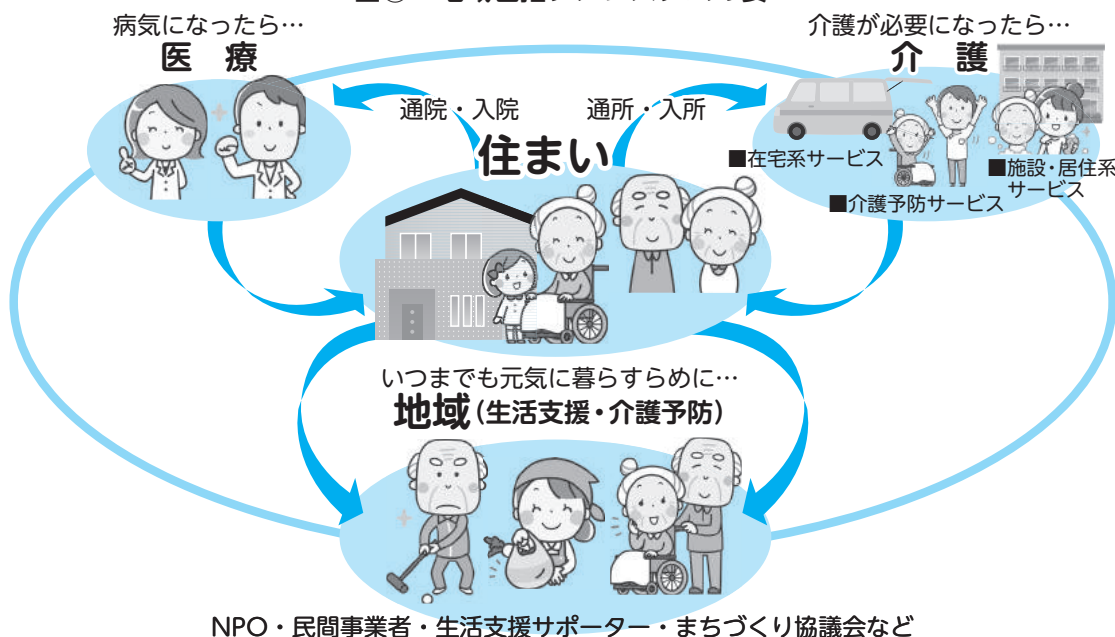 病気になったら…
医 療
介護が必要になったら…
介 護
通院・入院
通所・入所
住まい
■在宅系サービス
■施設・居住系
サービス
■介護予防サービス
いつまでも元気に暮らすらめに…
地域(生活支援・介護予防)
NPO・民間事業者・生活支援サポーター・まちづくり協議会など